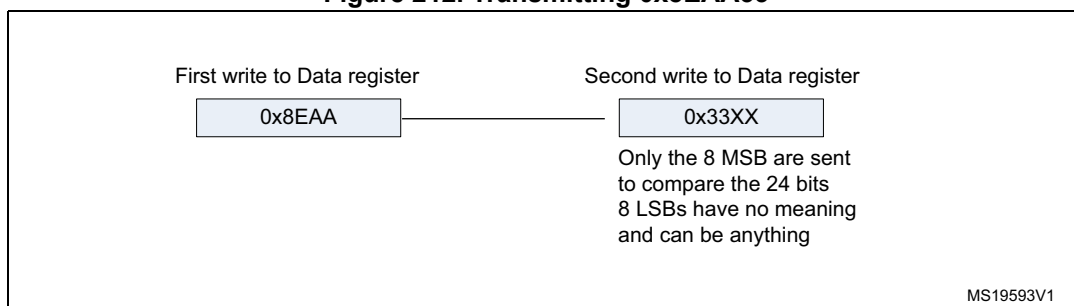 First write to Data register
Second write to Data register
0x8EAA
0x33XX
Only the 8 MSB are sent
to compare the 24 bits
8 LSBs have no meaning
and can be anything
MS19593V1